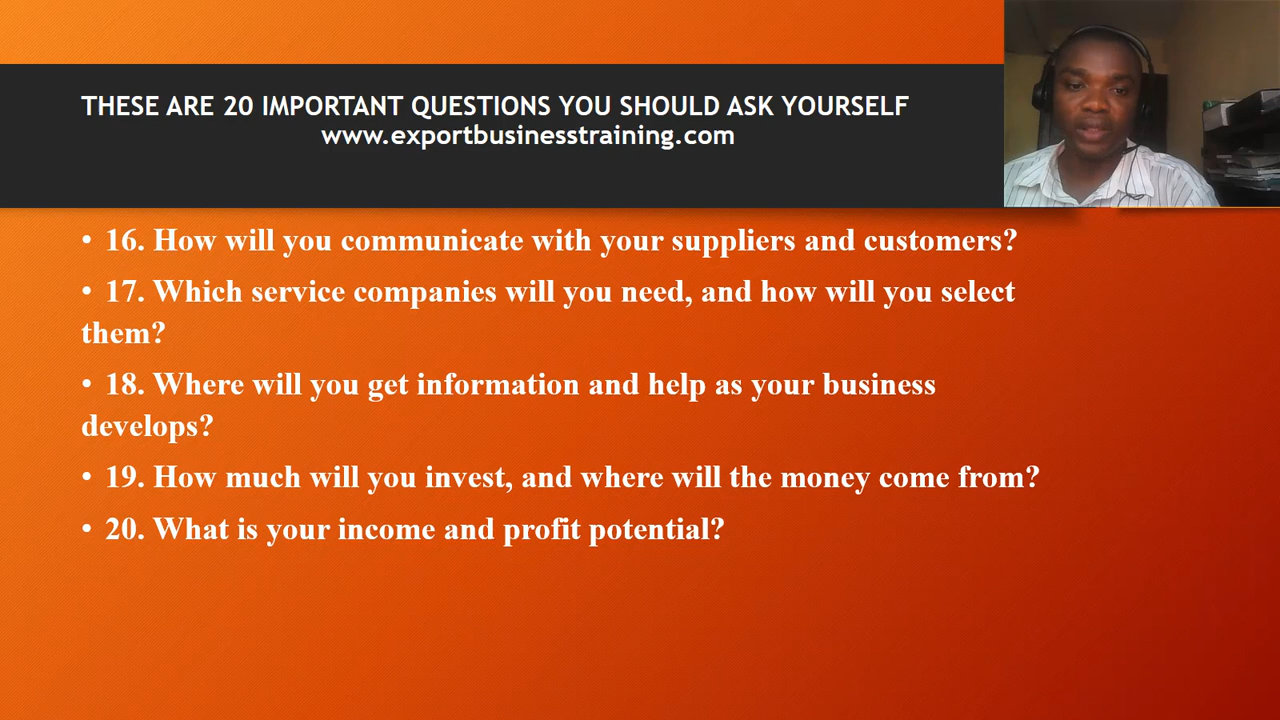 THESE ARE 20 IMPORTANT QUESTIONS YOU SHOULD ASK YOURSELF
www.exportbusinesstraining.com
• 16. How will you communicate with your suppliers and customers?
• 17. Which service companies will you need, and how will you select
them?
• 18. Where will you get information and help as your business
develops?
• 19. How much will you invest, and where will the money come from?
• 20. What is your income and profit potential?